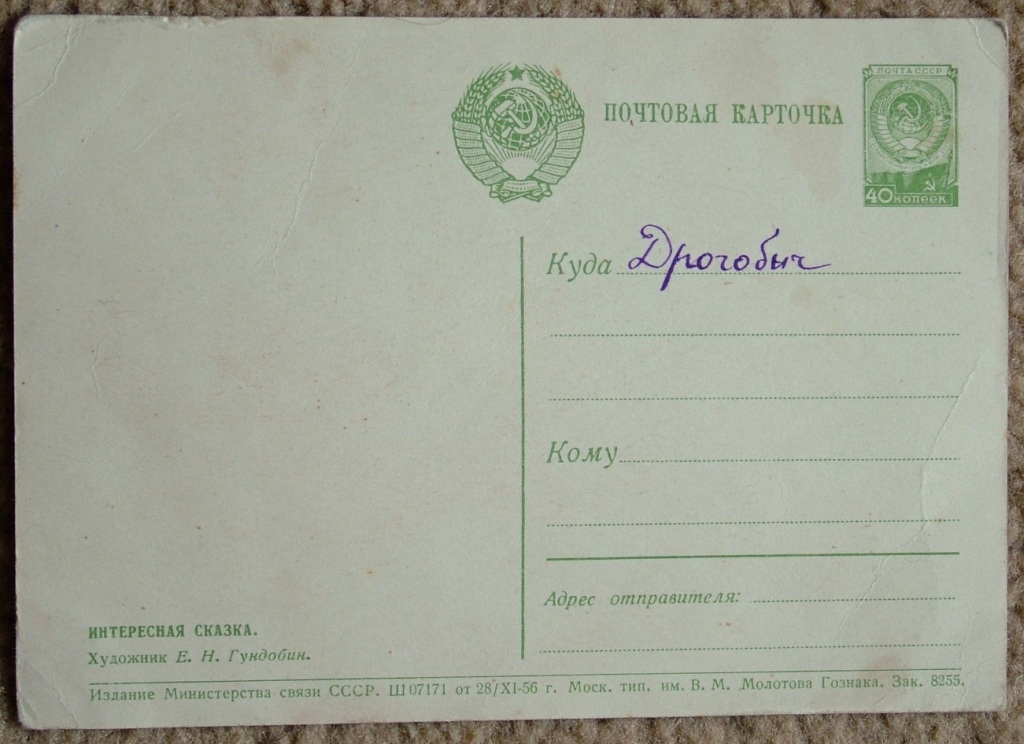 ПОЧТОВАЯ КАРТОЧКА
ПОЧТА СССР
40 КОПЕЕК
Куда Дрогобыч
Кому
Адрес отправителя:
ИНТЕРЕСНАЯ СКАЗКА.
Художник Е. Н. Гундобин.
Издание Министерства связи СССР. Ш 07171 от 28/XI-56 г. Моск. тип. им. В. М. Молотова Гознака. Зак. 8255.